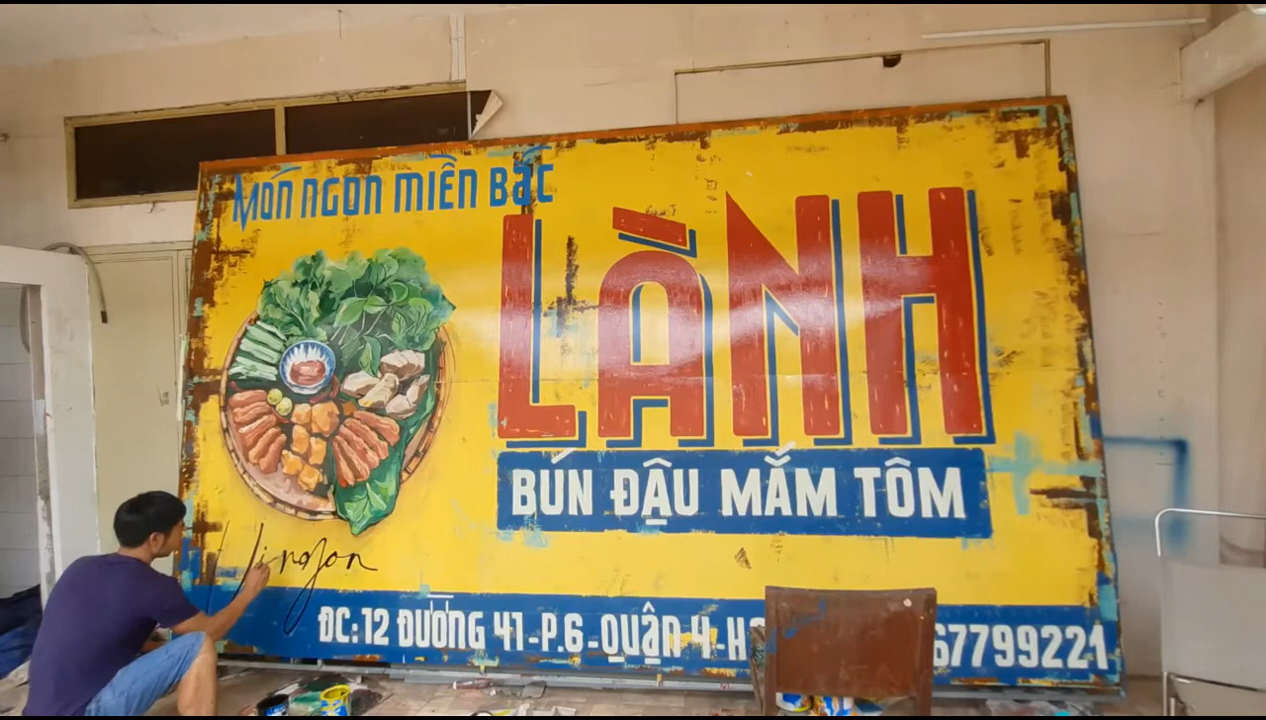 MÓN NGON MIỀN BẮC
LÀNH
BÚN ĐẬU MẮM TÔM
ĐC: 12 ĐƯỜNG 41-P.6-QUẬN 4-H 67799221